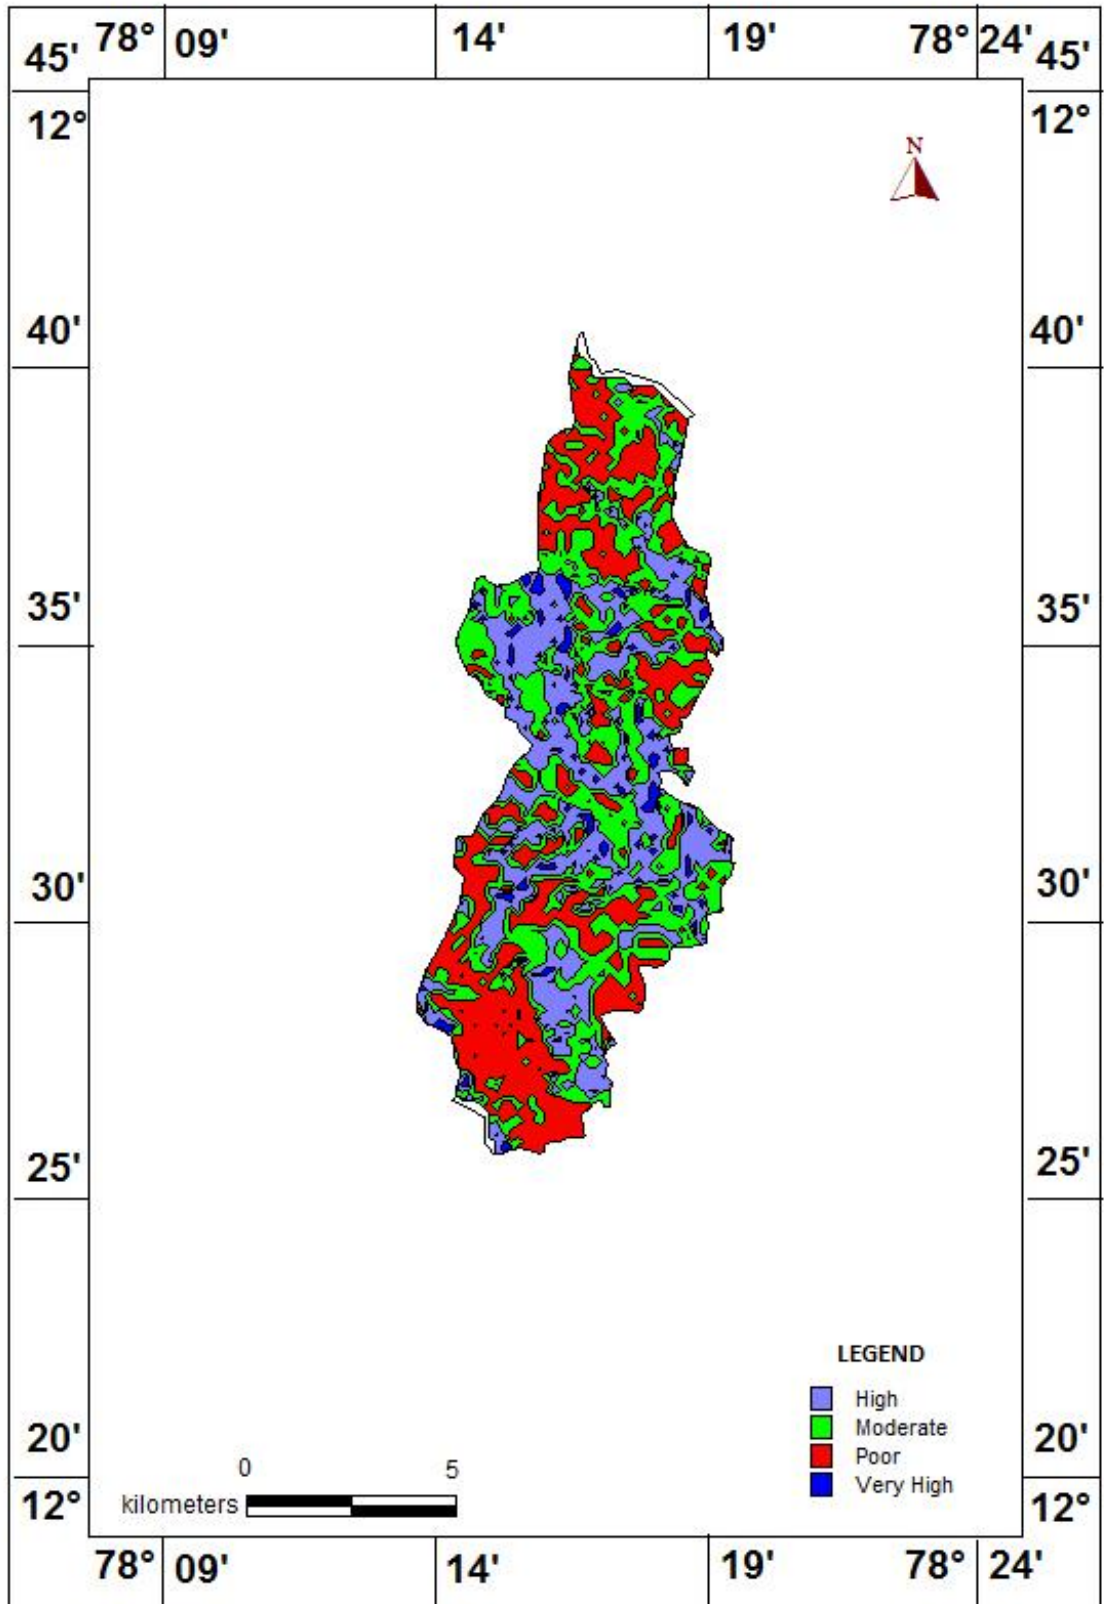 78° 09' 14' 19' 78° 24'
45' 45'
12° 12°
N
40' 40'
35' 35'
30' 30'
25' 25'
LEGEND
High
Moderate
Poor
Very High
20' 20'
0 5
kilometers
12° 12°
78° 09' 14' 19' 78° 24'